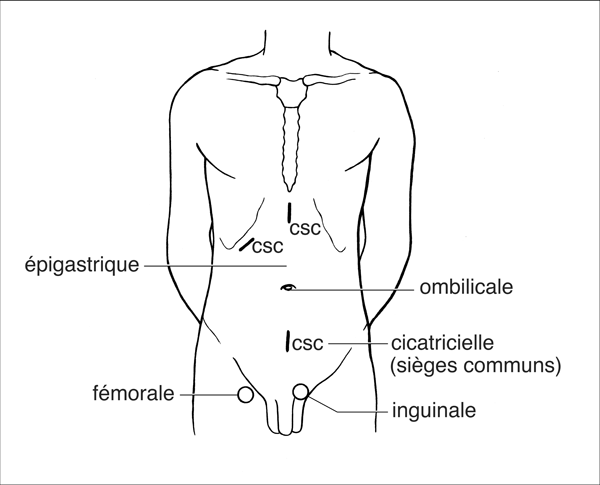 csc
csc
épigastrique
ombilicale
csc
cicatricielle
(sièges communs)
fémorale
inguinale